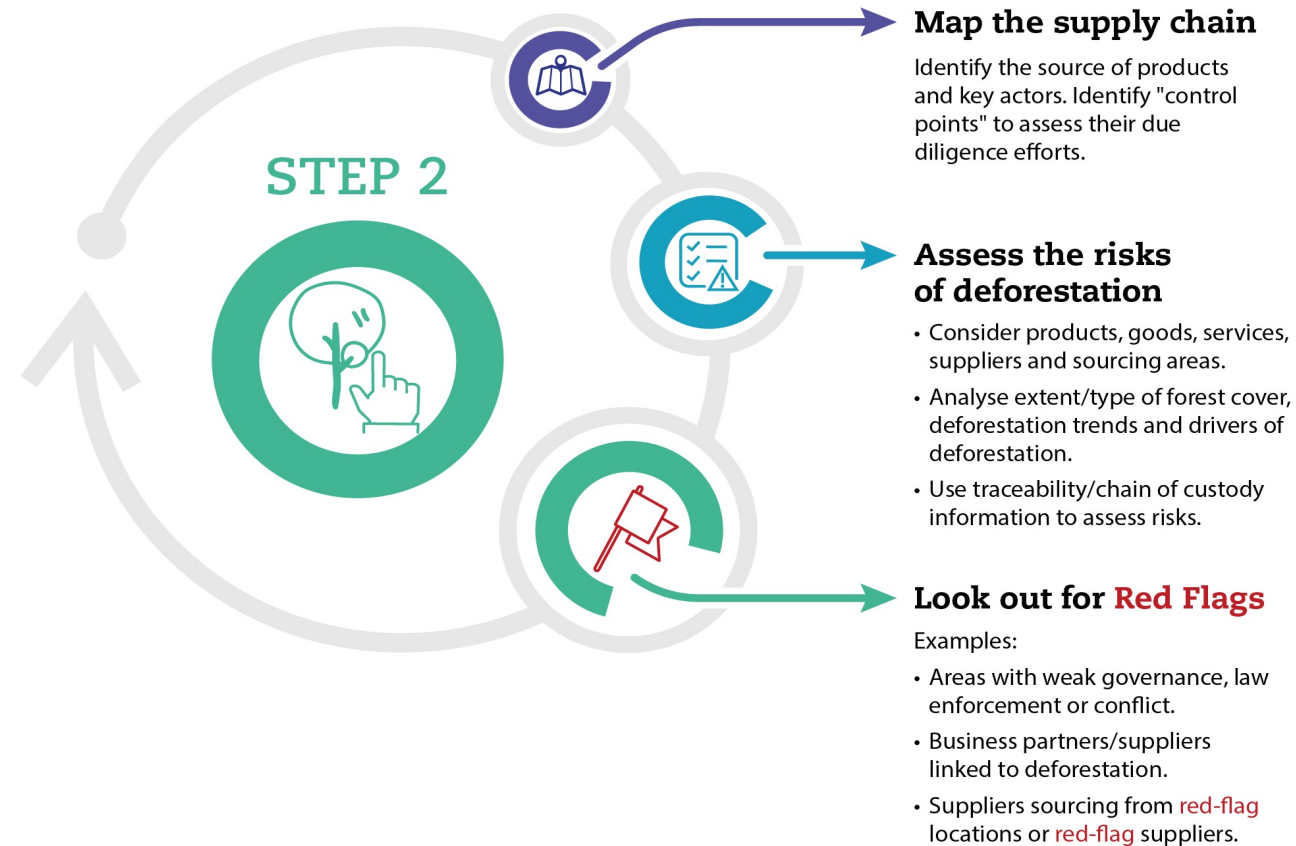 STEP 2
Map the supply chain
Identify the source of products
and key actors. Identify "control
points" to assess their due
diligence efforts.
Assess the risks
of deforestation
• Consider products, goods, services,
suppliers and sourcing areas.
• Analyse extent/type of forest cover,
deforestation trends and drivers of
deforestation.
• Use traceability/chain of custody
information to assess risks.
Look out for Red Flags
Examples:
• Areas with weak governance, law
enforcement or conflict.
• Business partners/suppliers
linked to deforestation.
• Suppliers sourcing from red-flag
locations or red-flag suppliers.